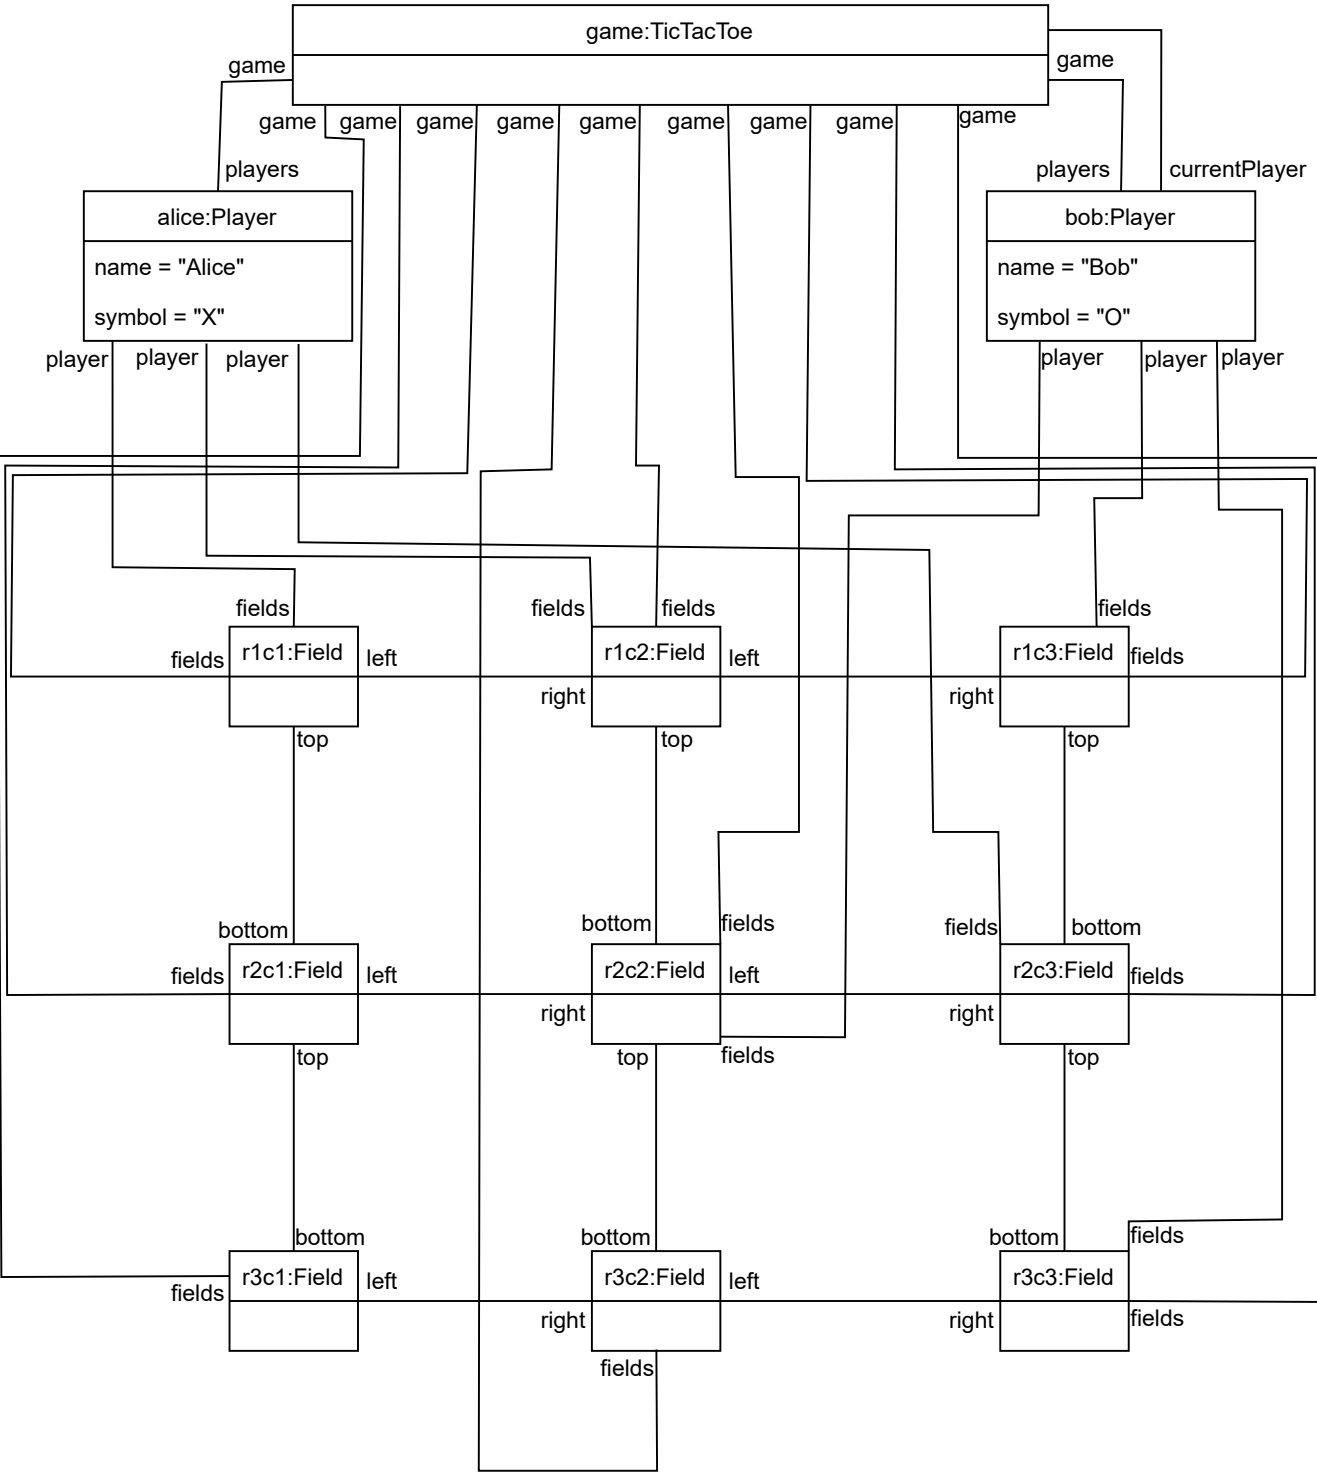 game:TicTacToe
game
game
game game game game game game game game game
players
players
currentPlayer
alice:Player
bob:Player
name = "Alice"
name = "Bob"
symbol = "X"
symbol = "O"
player player player
player player player
fields
fields
fields
fields
r1c1:Field
r1c2:Field
r1c3:Field
fields
left
left
fields
right
right
top
top
top
bottom
bottom
fields
fields
bottom
r2c1:Field
r2c2:Field
r2c3:Field
fields
left
left
fields
right
right
top
top
fields
top
bottom
bottom
bottom
fields
r3c1:Field
r3c2:Field
r3c3:Field
fields
left
left
right
right
fields
fields